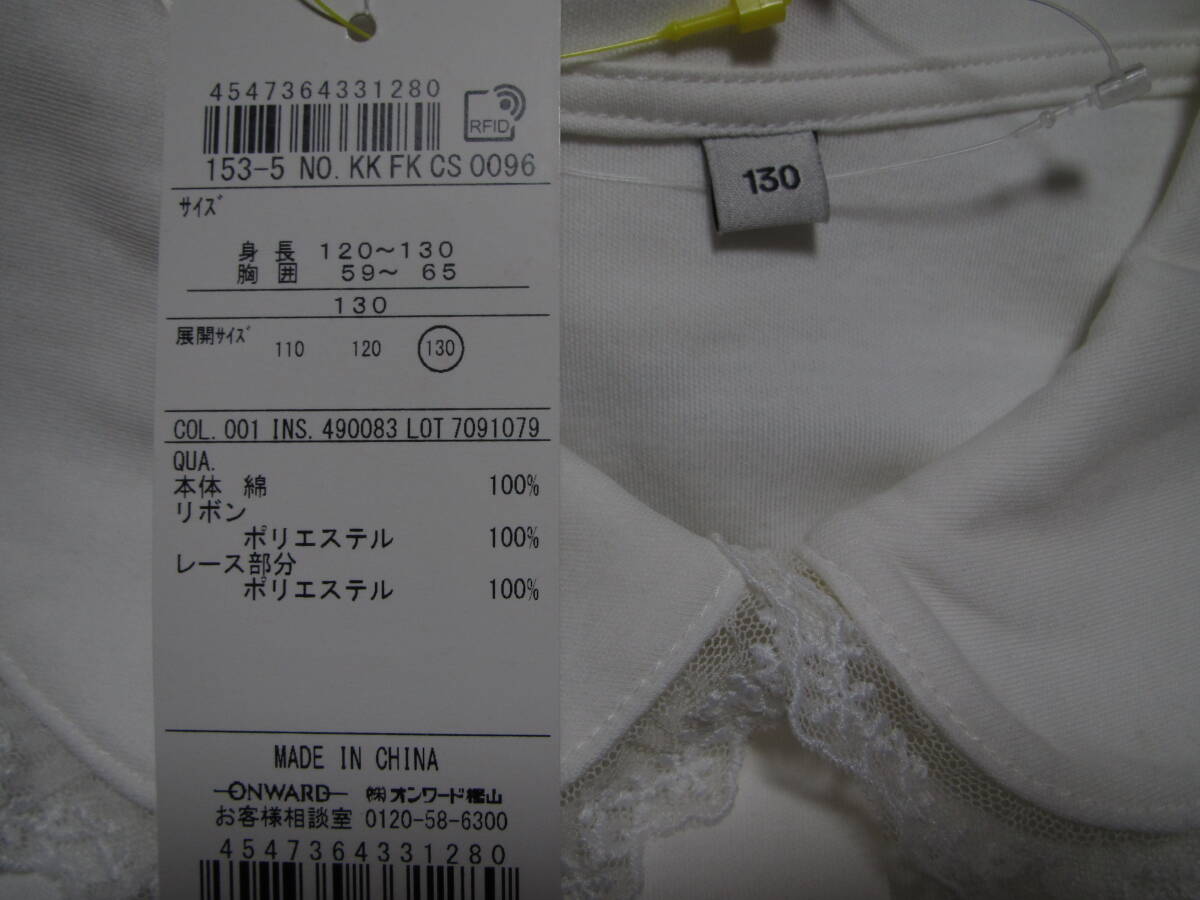 4547364331280
RFID
153-5 NO. KK FK CS 0096
サイズ
身長 120～130
胸囲 59～ 65
130
展開サイズ 110 120 130
COL. 001 INS. 490083 LOT 7091079
QUA.
本体 綿 100%
リボン
ポリエステル 100%
レース部分
ポリエステル 100%
MADE IN CHINA
ONWARD ㈱オンワード樫山
お客様相談室 0120-58-6300
4547364331280
130